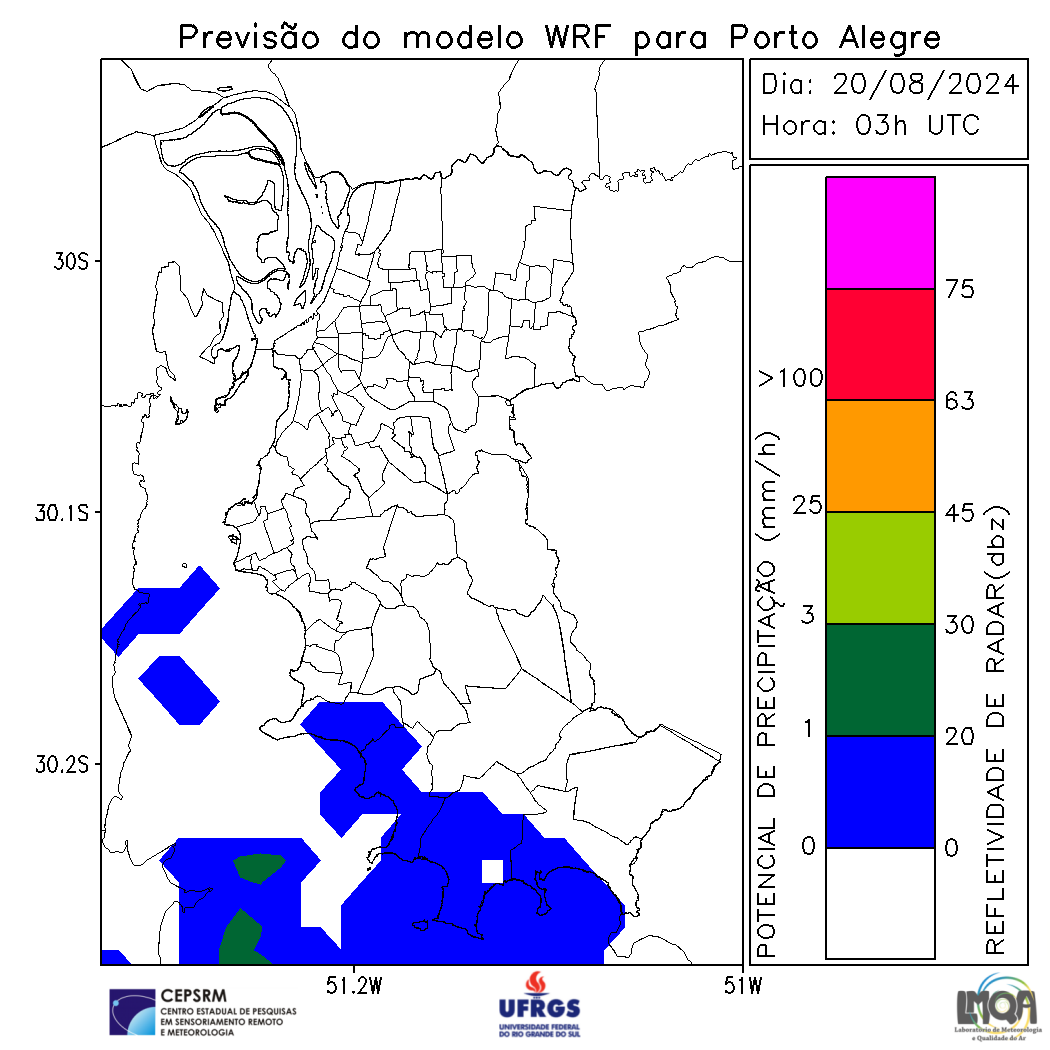 Previsão do modelo WRF para Porto Alegre
Dia: 20/08/2024
Hora: 03h UTC
30S
30.1S
30.2S
51.2W
51W
POTENCIAL DE PRECIPITAÇÃO (mm/h)
>100
25
3
1
0
75
63
45
30
20
0
REFLETIVIDADE DE RADAR(dbz)
CEPSRM
CENTRO ESTADUAL DE PESQUISAS
EM SENSORIAMENTO REMOTO
E METEOROLOGIA
UFRGS
UNIVERSIDADE FEDERAL
DO RIO GRANDE DO SUL
LMQA
Laboratório de Meteorologia
e Qualidade do Ar